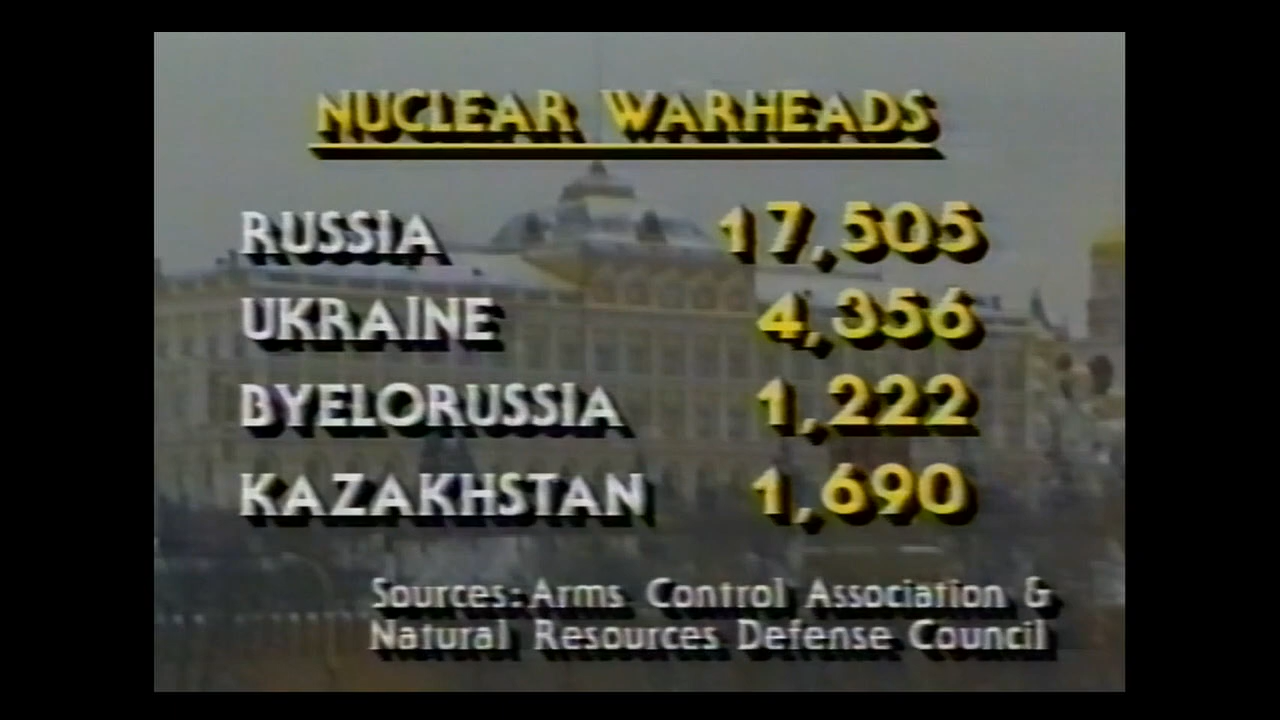 NUCLEAR WARHEADS
RUSSIA 17,505
UKRAINE 4,356
BYELORUSSIA 1,222
KAZAKHSTAN 1,690
Sources: Arms Control Association &
Natural Resources Defense Council